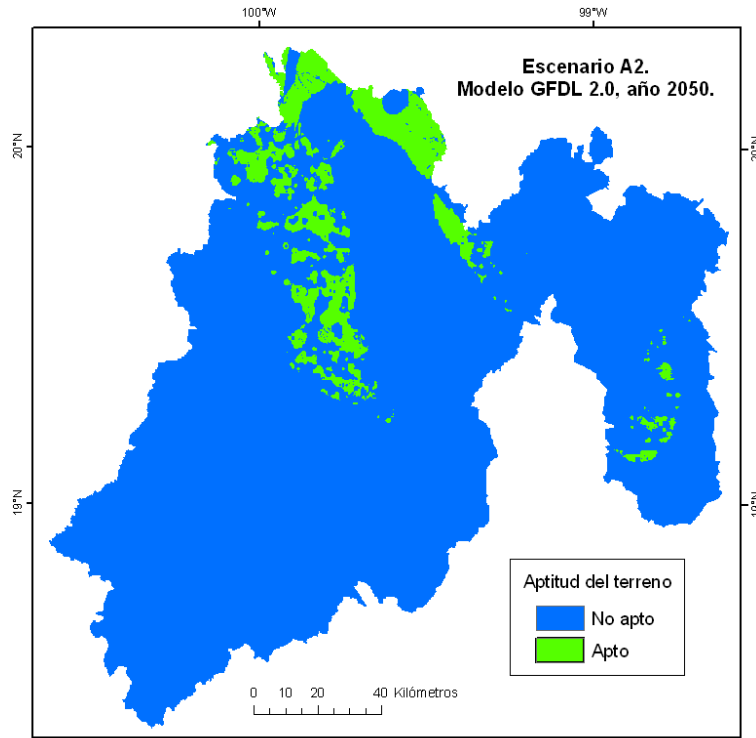 100°W
99°W
Escenario A2.
Modelo GFDL 2.0, año 2050.
20°N
20°N
19°N
19°N
Aptitud del terreno
No apto
Apto
0 10 20 40 Kilómetros